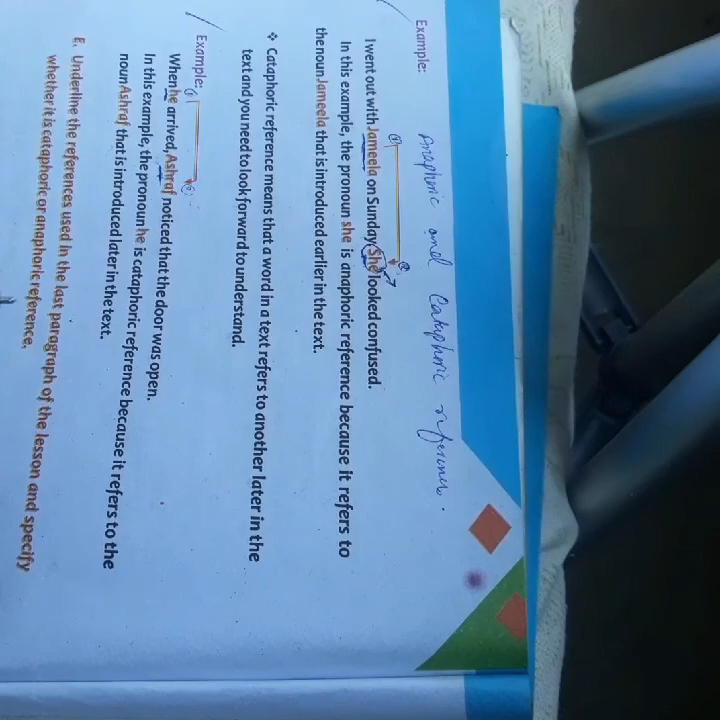 Anaphoric and Cataphoric reference.
Example:
① ②
I went out with Jameela on Sunday. She looked confused.
In this example, the pronoun she is anaphoric reference because it refers to
the noun Jameela that is introduced earlier in the text.
❖ Cataphoric reference means that a word in a text refers to another later in the
text and you need to look forward to understand.
Example:
① ②
When he arrived, Ashraf noticed that the door was open.
In this example, the pronoun he is cataphoric reference because it refers to the
noun Ashraf that is introduced later in the text.
E. Underline the references used in the last paragraph of the lesson and specify
whether it is cataphoric or anaphoric reference.